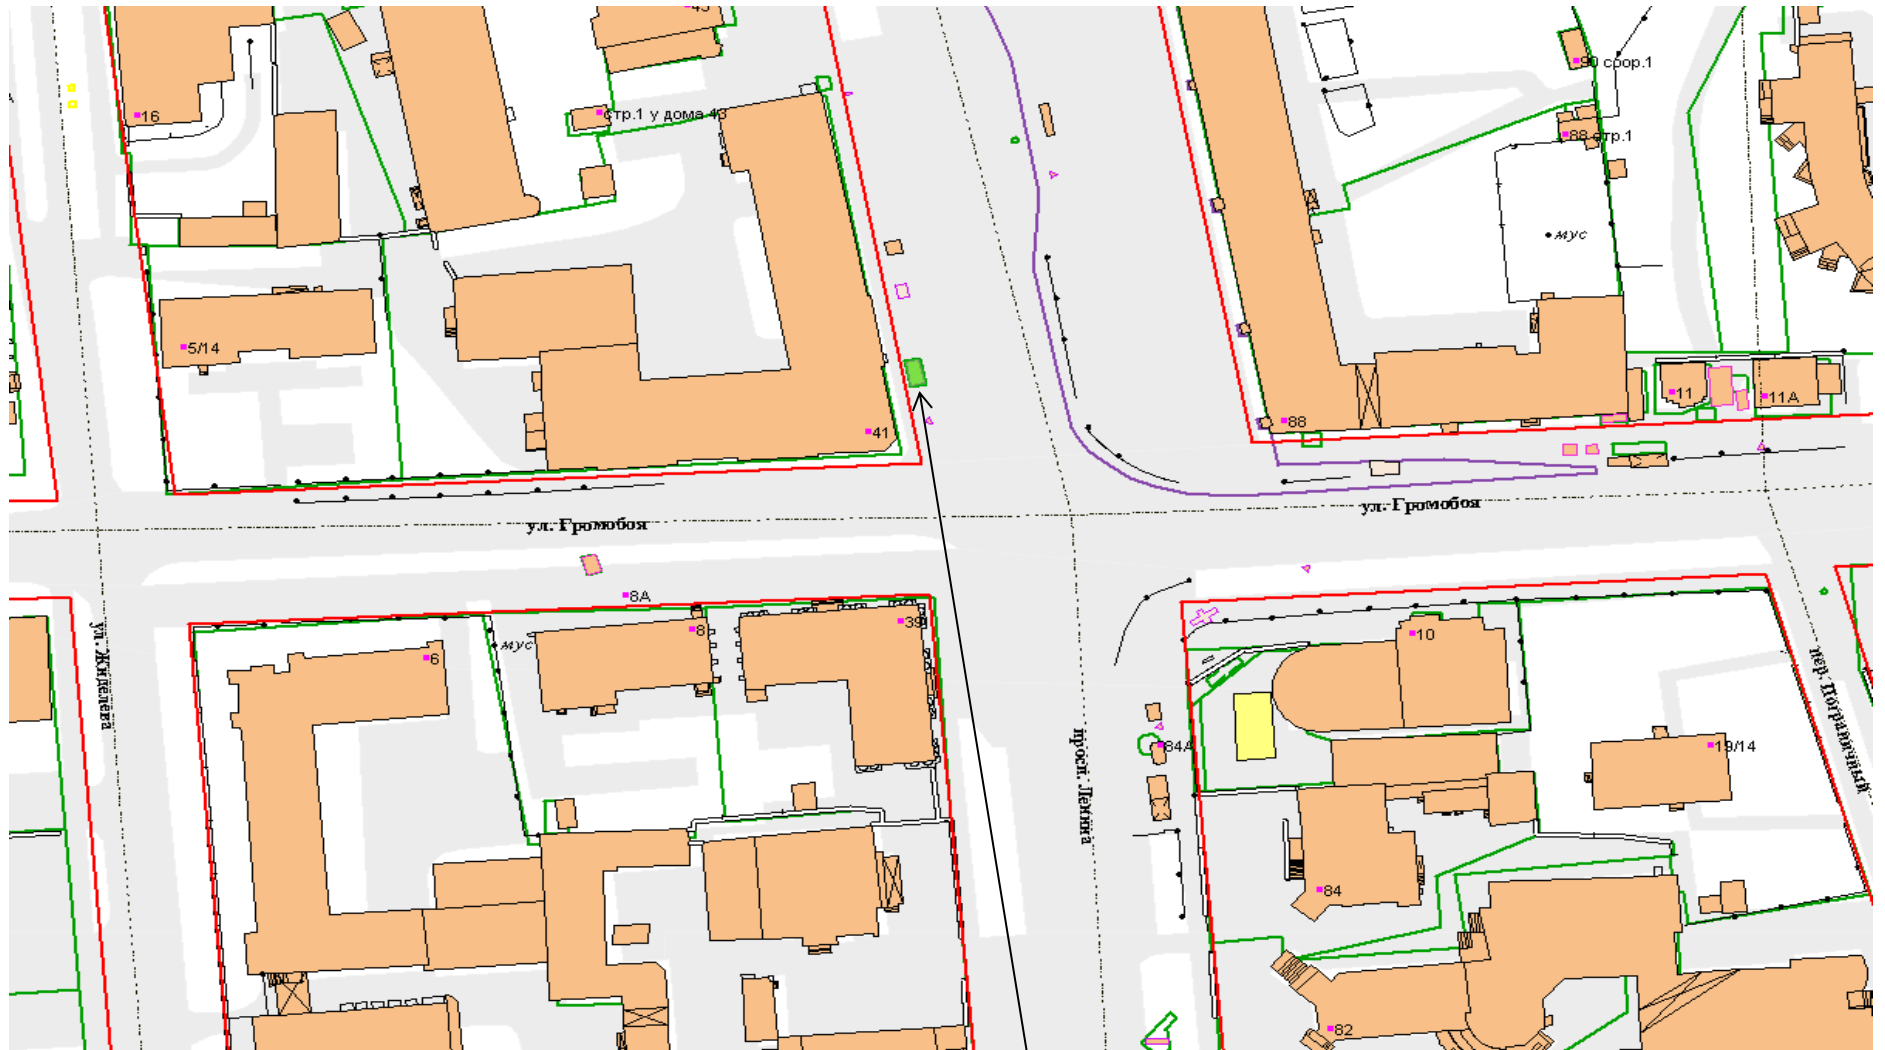 43
90 соор.1
16
стр.1 у дома 43
88 стр.1
мус
5/14
11
11А
41
88
ул. Громобоя
ул. Громобоя
8А
8
39
10
мус
6
ул. Жиделева
пер. Пограничный
84А
19/14
просп. Ленина
84
82